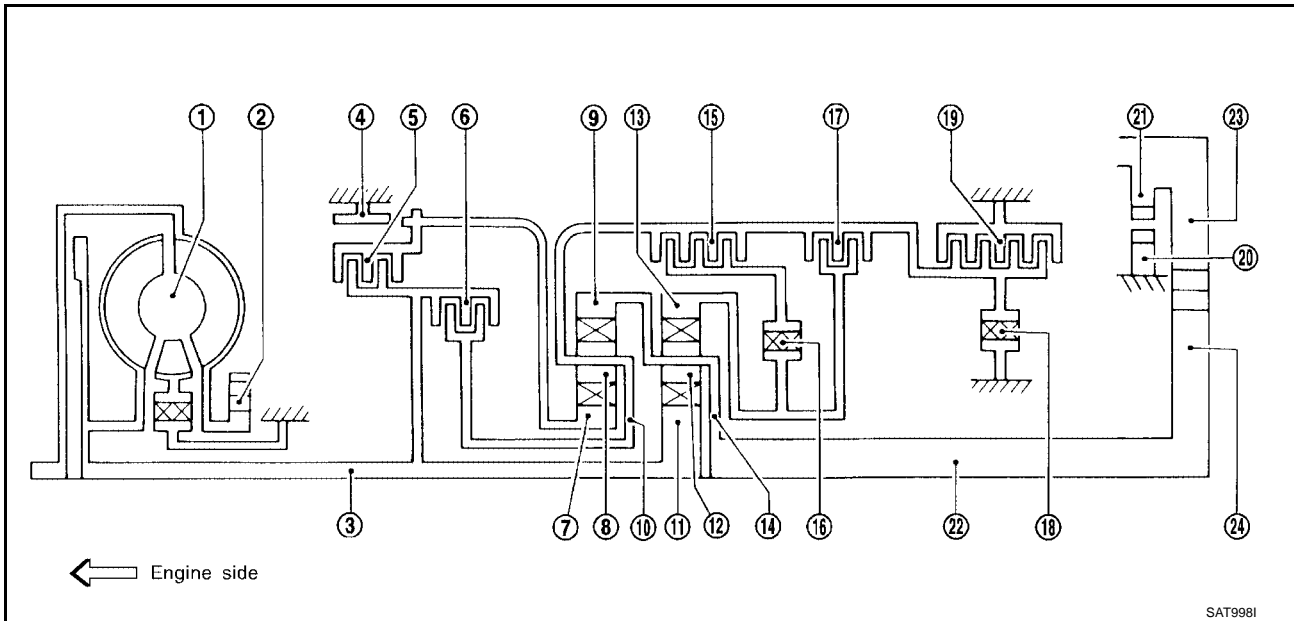 ① ② ④ ⑤ ⑥ ⑨ ⑬ ⑮ ⑰ ⑲ ㉑ ㉓
⑳
③ ⑦ ⑧ ⑩ ⑪ ⑫ ⑭ ⑯ ㉒ ⑱ ㉔
Engine side
SAT998I